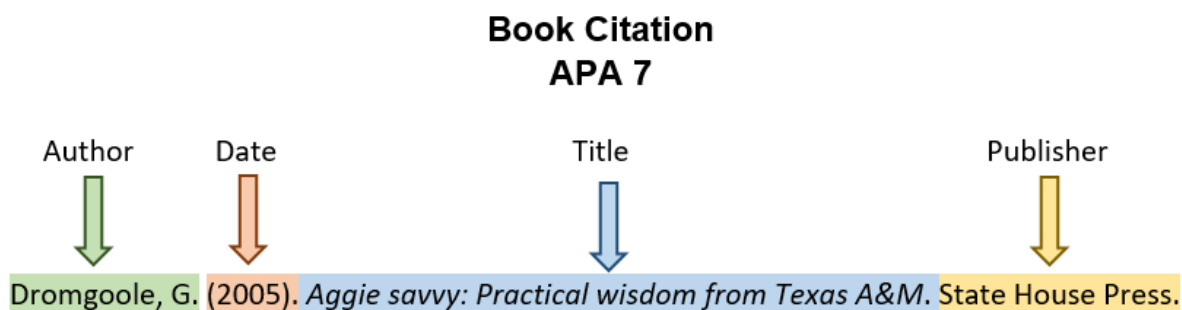 Book Citation
APA 7
Author Date Title Publisher
Dromgoole, G. (2005). Aggie savvy: Practical wisdom from Texas A&M. State House Press.